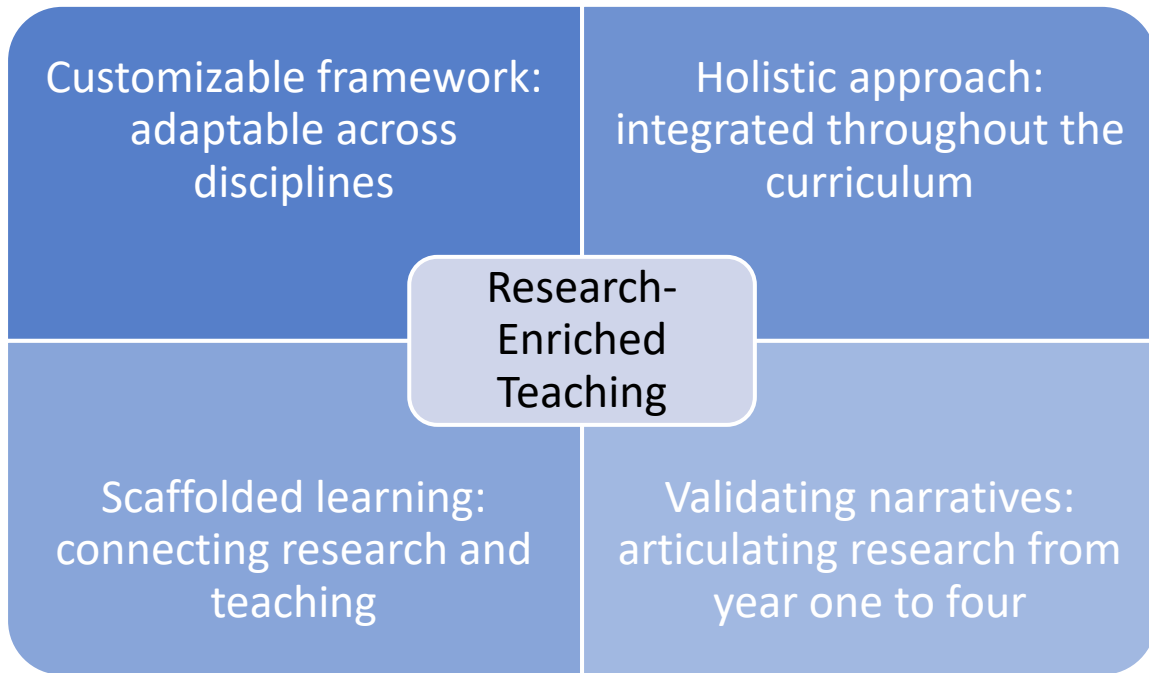 Customizable framework:
adaptable across
disciplines
Holistic approach:
integrated throughout the
curriculum
Research-
Enriched
Teaching
Scaffolded learning:
connecting research and
teaching
Validating narratives:
articulating research from
year one to four